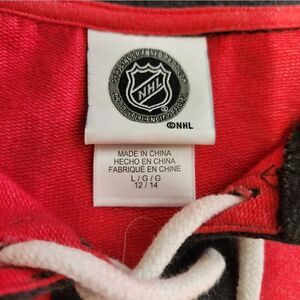 NHL
©NHL
MADE IN CHINA
HECHO EN CHINA
FABRIQUÉ EN CHINE
L / G / G
12 / 14